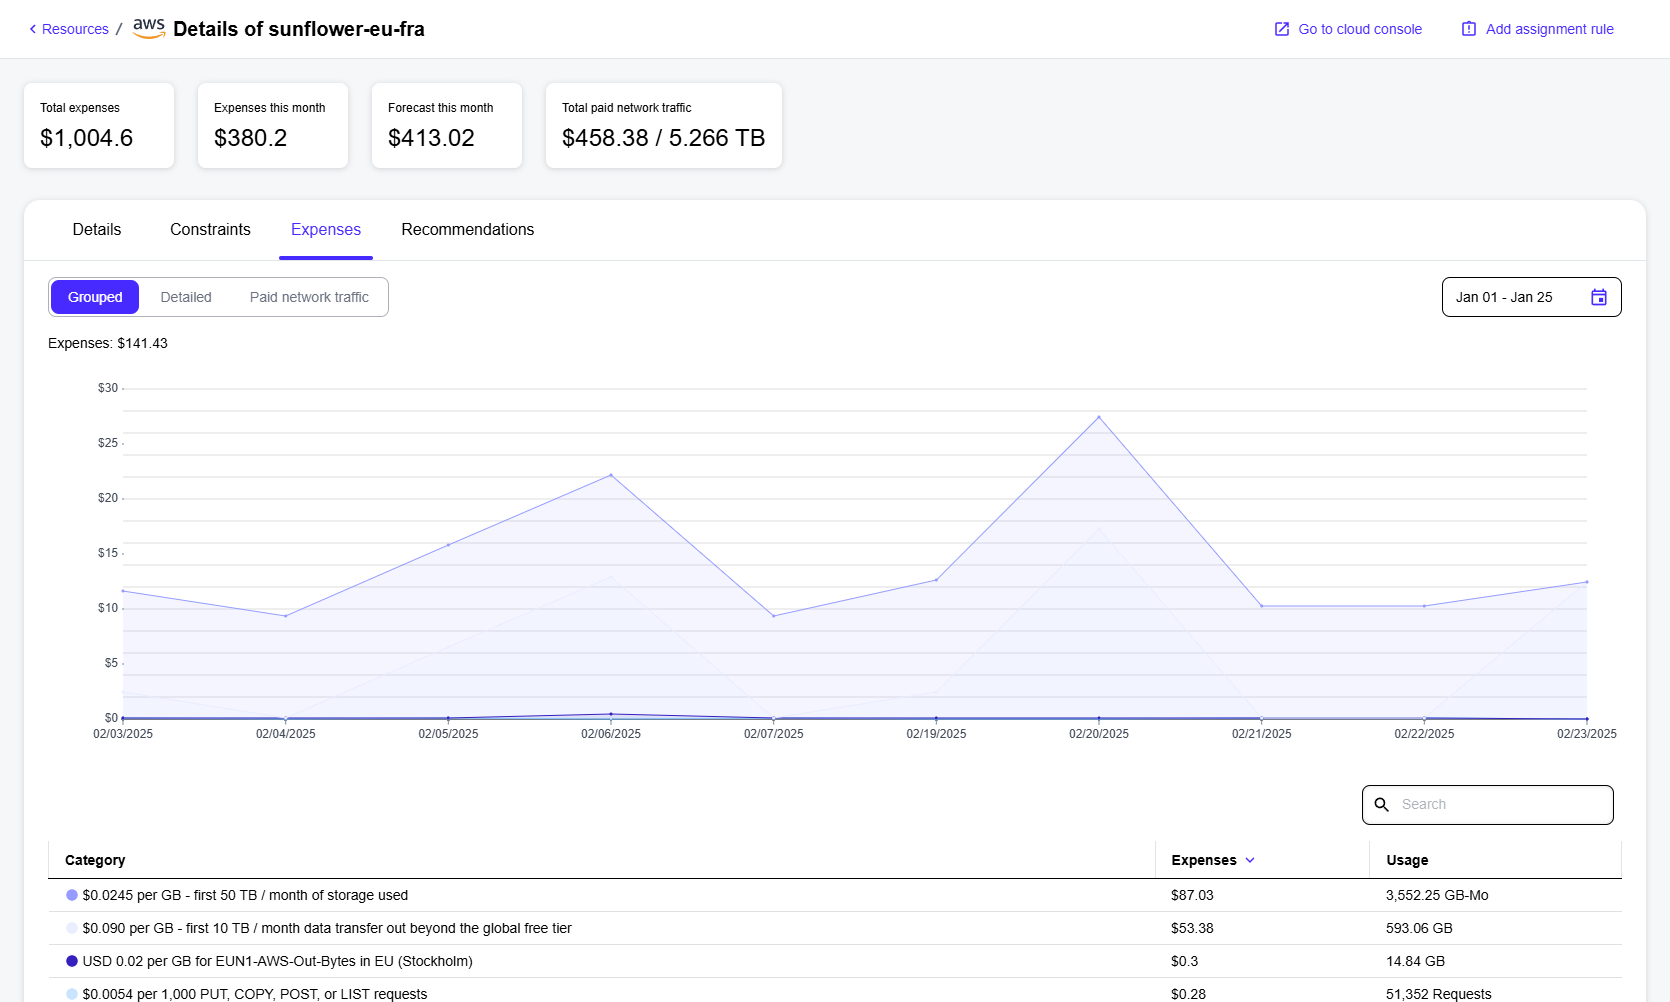 Resources / aws Details of sunflower-eu-fra
Go to cloud console
Add assignment rule
Total expenses
$1,004.6
Expenses this month
$380.2
Forecast this month
$413.02
Total paid network traffic
$458.38 / 5.266 TB
Details Constraints Expenses Recommendations
Grouped Detailed Paid network traffic
Jan 01 - Jan 25
Expenses: $141.43
$30
$25
$20
$15
$10
$5
$0
02/03/2025 02/04/2025 02/05/2025 02/06/2025 02/07/2025 02/19/2025 02/20/2025 02/21/2025 02/22/2025 02/23/2025
Search
Category Expenses Usage
$0.0245 per GB - first 50 TB / month of storage used $87.03 3,552.25 GB-Mo
$0.090 per GB - first 10 TB / month data transfer out beyond the global free tier $53.38 593.06 GB
USD 0.02 per GB for EUN1-AWS-Out-Bytes in EU (Stockholm) $0.3 14.84 GB
$0.0054 per 1,000 PUT, COPY, POST, or LIST requests $0.28 51,352 Requests